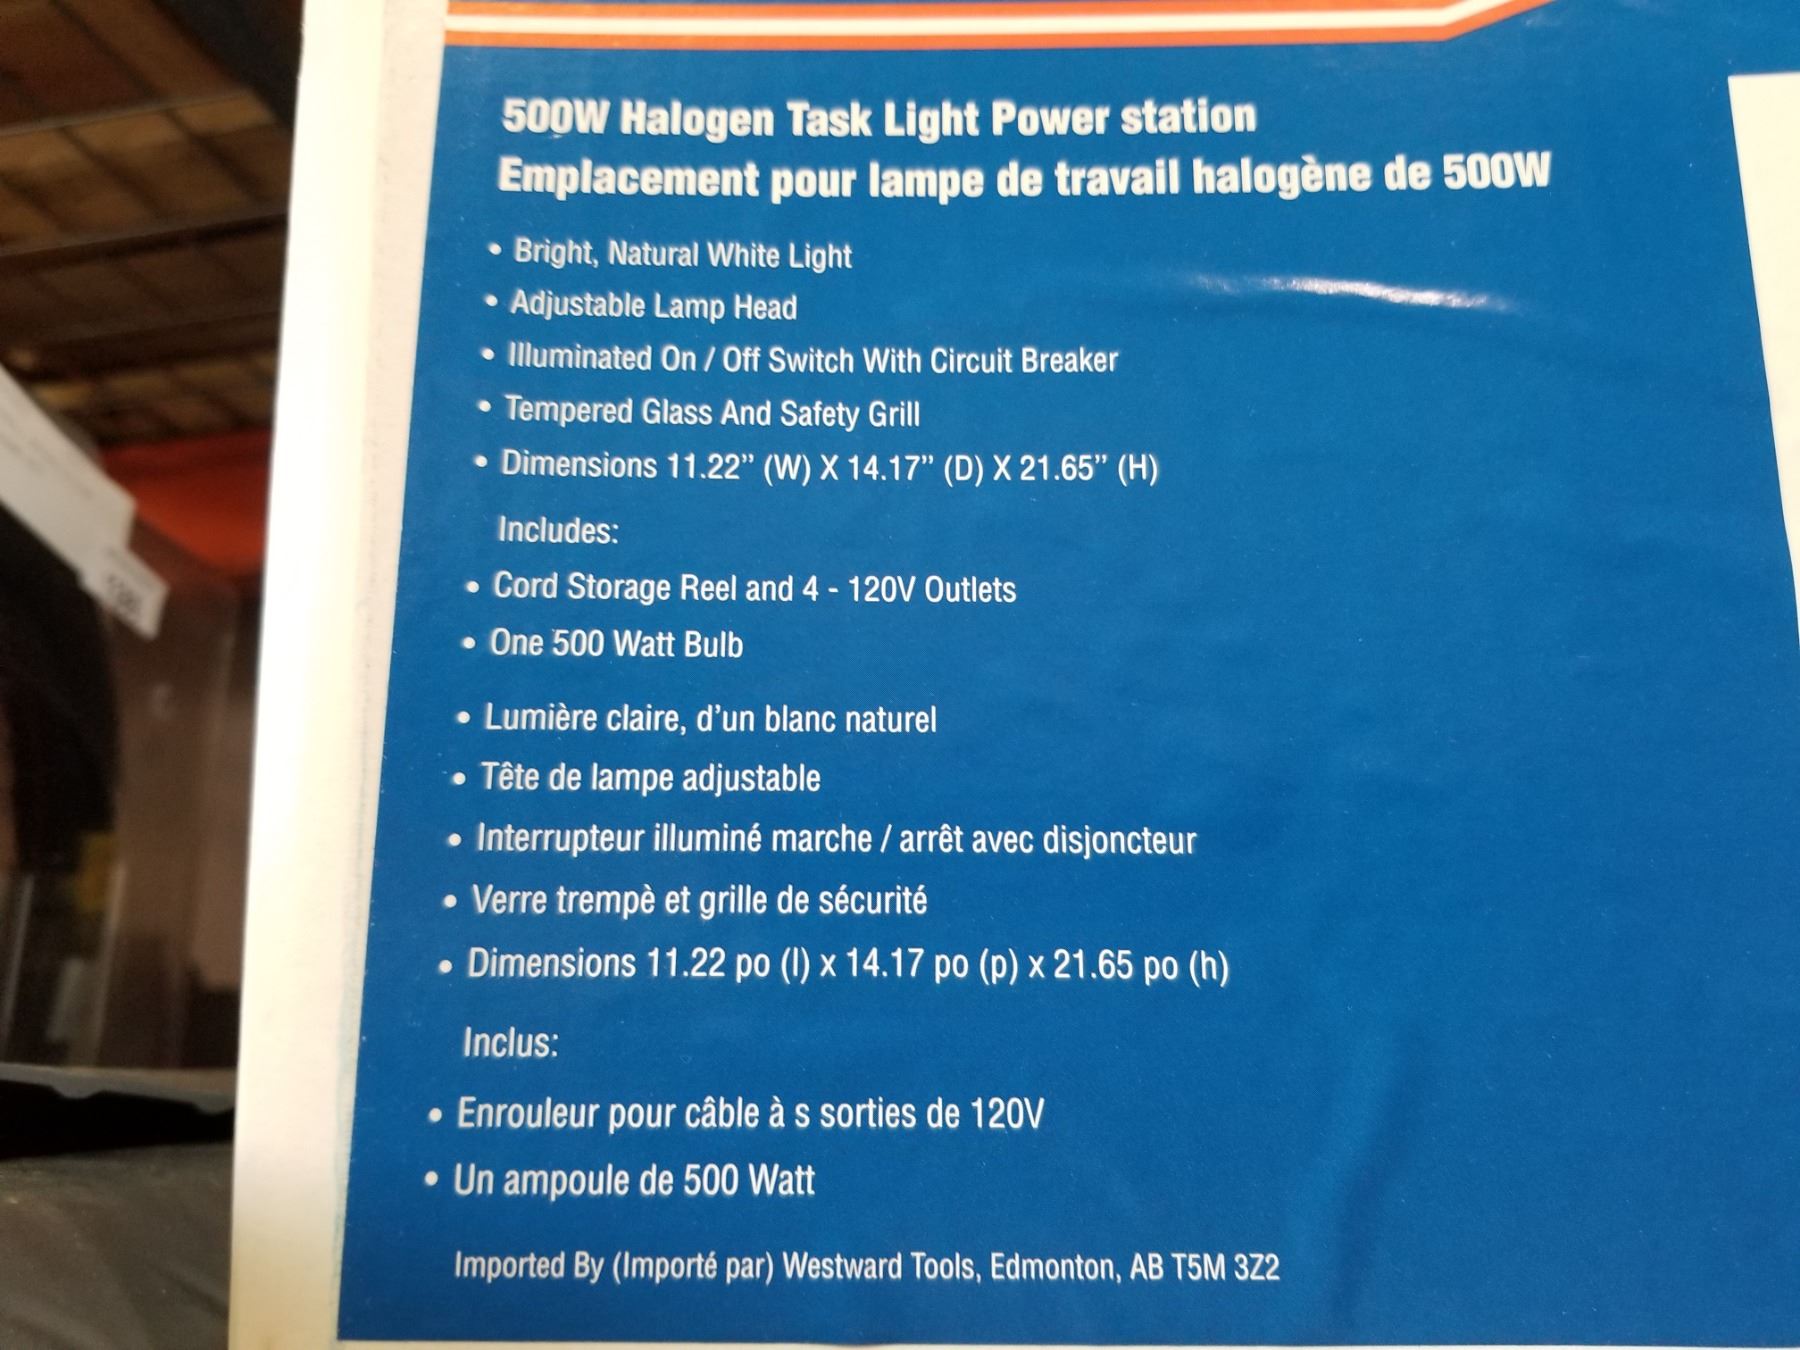 500W Halogen Task Light Power station
Emplacement pour lampe de travail halogène de 500W
• Bright, Natural White Light
• Adjustable Lamp Head
• Illuminated On / Off Switch With Circuit Breaker
• Tempered Glass And Safety Grill
• Dimensions 11.22” (W) X 14.17” (D) X 21.65” (H)
Includes:
• Cord Storage Reel and 4 - 120V Outlets
• One 500 Watt Bulb
• Lumière claire, d’un blanc naturel
• Tête de lampe adjustable
• Interrupteur illuminé marche / arrêt avec disjoncteur
• Verre trempè et grille de sécurité
• Dimensions 11.22 po (l) x 14.17 po (p) x 21.65 po (h)
Inclus:
• Enrouleur pour câble à s sorties de 120V
• Un ampoule de 500 Watt
Imported By (Importé par) Westward Tools, Edmonton, AB T5M 3Z2